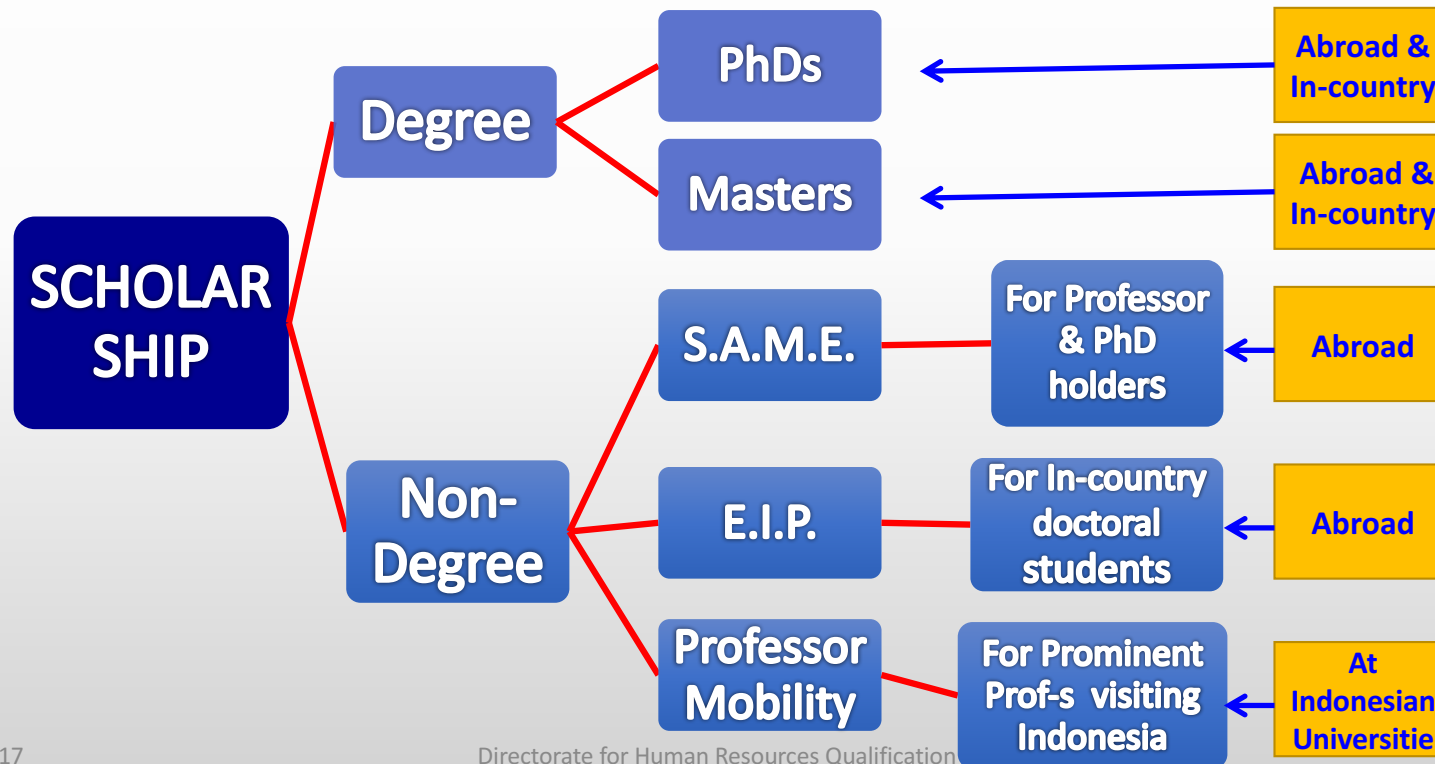 SCHOLAR
SHIP
Degree
PhDs
Abroad &
In-country
Masters
Abroad &
In-country
Non-
Degree
S.A.M.E.
For Professor
& PhD
holders
Abroad
E.I.P.
For In-country
doctoral
students
Abroad
Professor
Mobility
For Prominent
Prof-s visiting
Indonesia
At
Indonesian
Universitie
17
Directorate for Human Resources Qualification